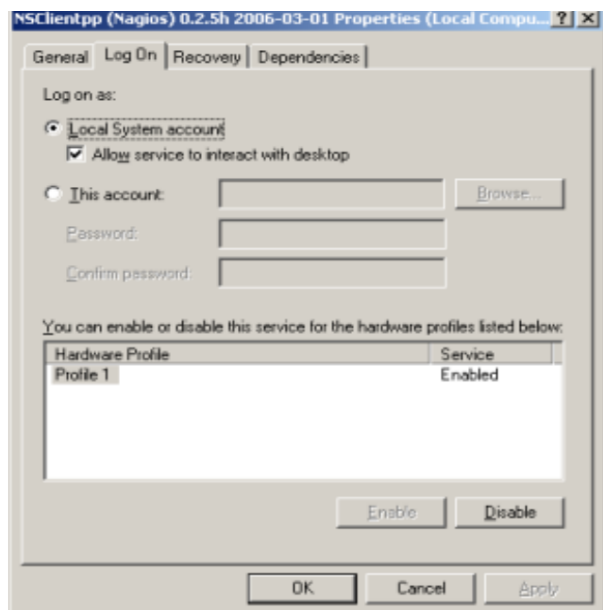 NSClientpp (Nagios) 0.2.5h 2006-03-01 Properties (Local Compu...
General Log On Recovery Dependencies
Log on as:
Local System account
Allow service to interact with desktop
This account: Browse...
Password:
Confirm password:
You can enable or disable this service for the hardware profiles listed below:
Hardware Profile Service
Profile 1 Enabled
Enable Disable
OK Cancel Apply